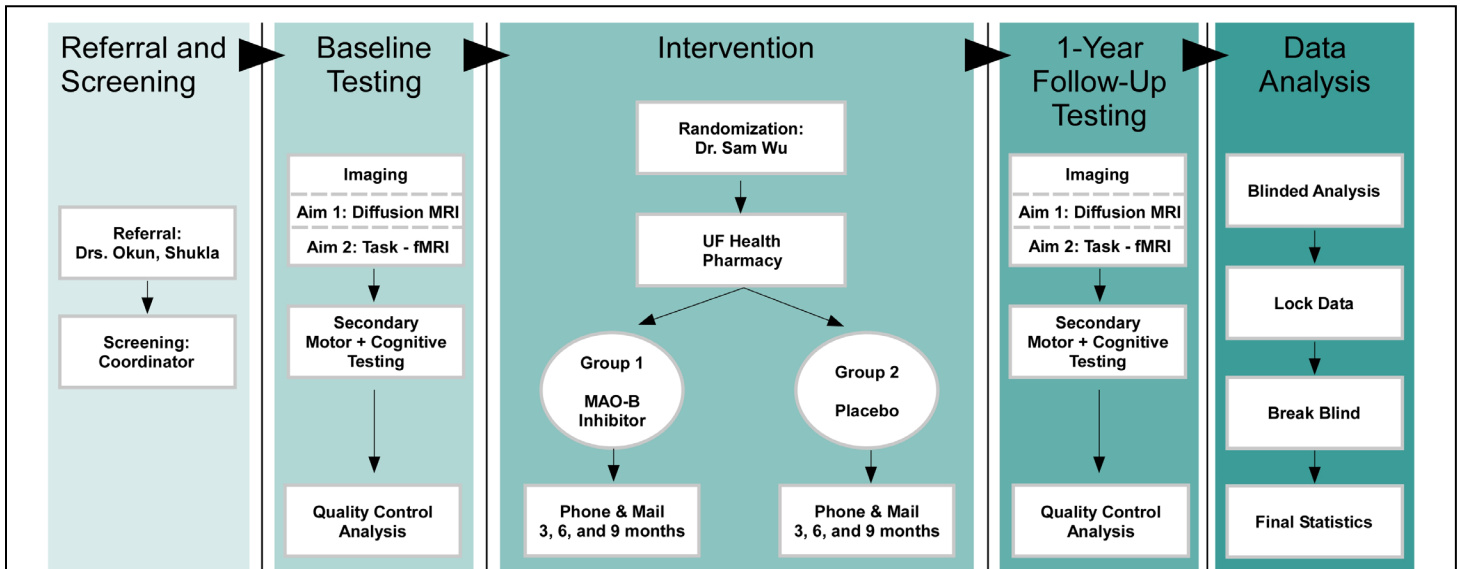 Referral and
Screening
Referral:
Drs. Okun, Shukla
Screening:
Coordinator
Baseline
Testing
Imaging
Aim 1: Diffusion MRI
Aim 2: Task - fMRI
Secondary
Motor + Cognitive
Testing
Quality Control
Analysis
Intervention
Randomization:
Dr. Sam Wu
UF Health
Pharmacy
Group 1
MAO-B
Inhibitor
Phone & Mail
3, 6, and 9 months
Group 2
Placebo
Phone & Mail
3, 6, and 9 months
1-Year
Follow-Up
Testing
Imaging
Aim 1: Diffusion MRI
Aim 2: Task - fMRI
Secondary
Motor + Cognitive
Testing
Quality Control
Analysis
Data
Analysis
Blinded Analysis
Lock Data
Break Blind
Final Statistics